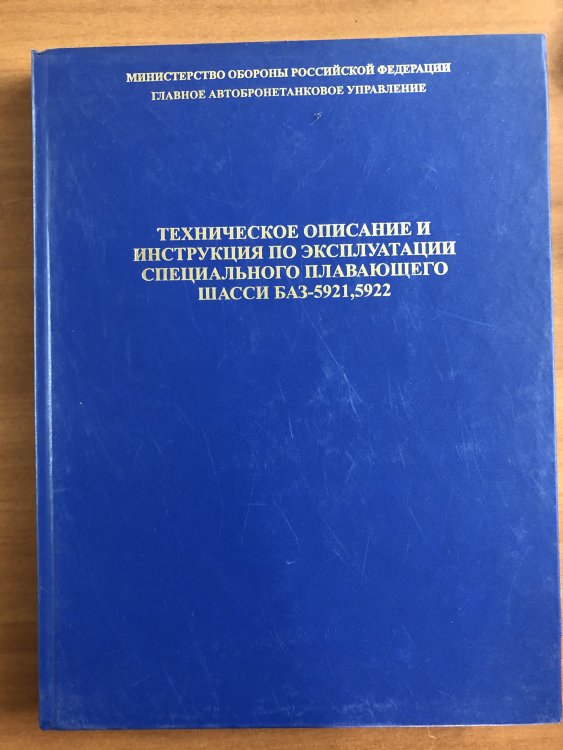 МИНИСТЕРСТВО ОБОРОНЫ РОССИЙСКОЙ ФЕДЕРАЦИИ
ГЛАВНОЕ АВТОБРОНЕТАНКОВОЕ УПРАВЛЕНИЕ
ТЕХНИЧЕСКОЕ ОПИСАНИЕ И
ИНСТРУКЦИЯ ПО ЭКСПЛУАТАЦИИ
СПЕЦИАЛЬНОГО ПЛАВАЮЩЕГО
ШАССИ БАЗ-5921,5922